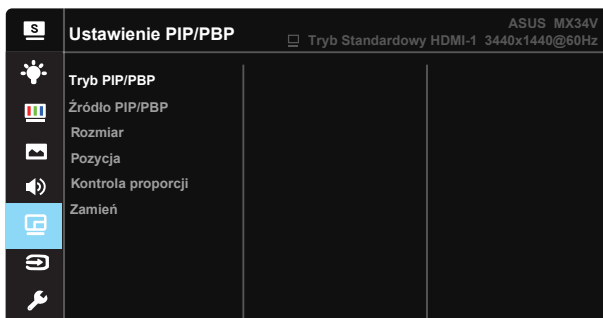 S
Ustawienie PIP/PBP
ASUS MX34V
Tryb Standardowy HDMI-1 3440x1440@60Hz
Tryb PIP/PBP
Źródło PIP/PBP
Rozmiar
Pozycja
Kontrola proporcji
Zamień